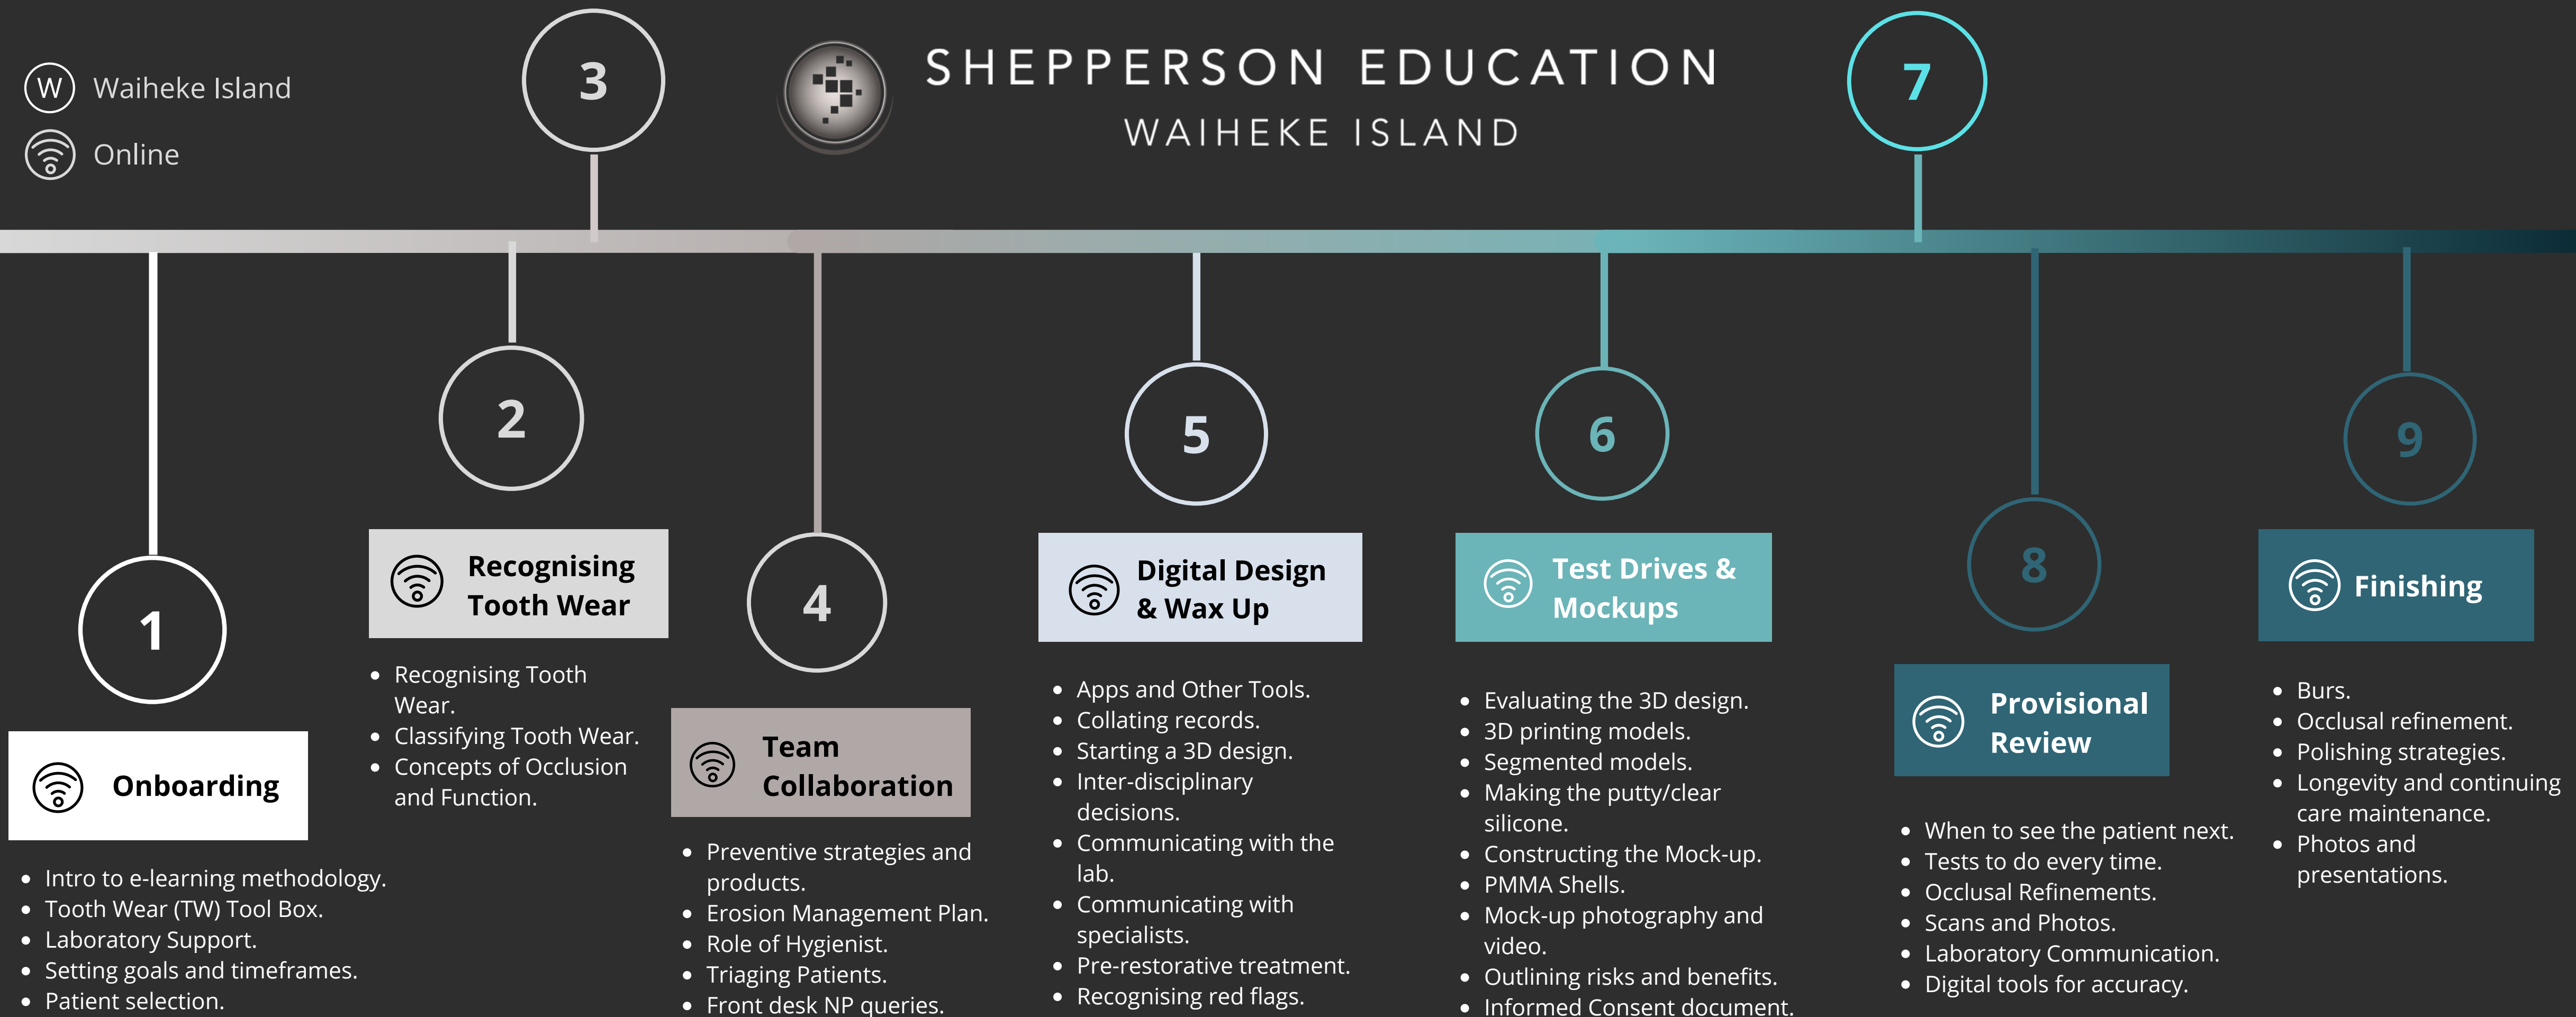 W Waiheke Island
Online
3
SHEPPERSON EDUCATION
WAIHEKE ISLAND
7
1
Onboarding
• Intro to e-learning methodology.
• Tooth Wear (TW) Tool Box.
• Laboratory Support.
• Setting goals and timeframes.
• Patient selection.
2
Recognising
Tooth Wear
• Recognising Tooth
Wear.
• Classifying Tooth Wear.
• Concepts of Occlusion
and Function.
4
Team
Collaboration
• Preventive strategies and
products.
• Erosion Management Plan.
• Role of Hygienist.
• Triaging Patients.
• Front desk NP queries.
5
Digital Design
& Wax Up
• Apps and Other Tools.
• Collating records.
• Starting a 3D design.
• Inter-disciplinary
decisions.
• Communicating with the
lab.
• Communicating with
specialists.
• Pre-restorative treatment.
• Recognising red flags.
6
Test Drives &
Mockups
• Evaluating the 3D design.
• 3D printing models.
• Segmented models.
• Making the putty/clear
silicone.
• Constructing the Mock-up.
• PMMA Shells.
• Mock-up photography and
video.
• Outlining risks and benefits.
• Informed Consent document.
8
Provisional
Review
• When to see the patient next.
• Tests to do every time.
• Occlusal Refinements.
• Scans and Photos.
• Laboratory Communication.
• Digital tools for accuracy.
9
Finishing
• Burs.
• Occlusal refinement.
• Polishing strategies.
• Longevity and continuing
care maintenance.
• Photos and
presentations.